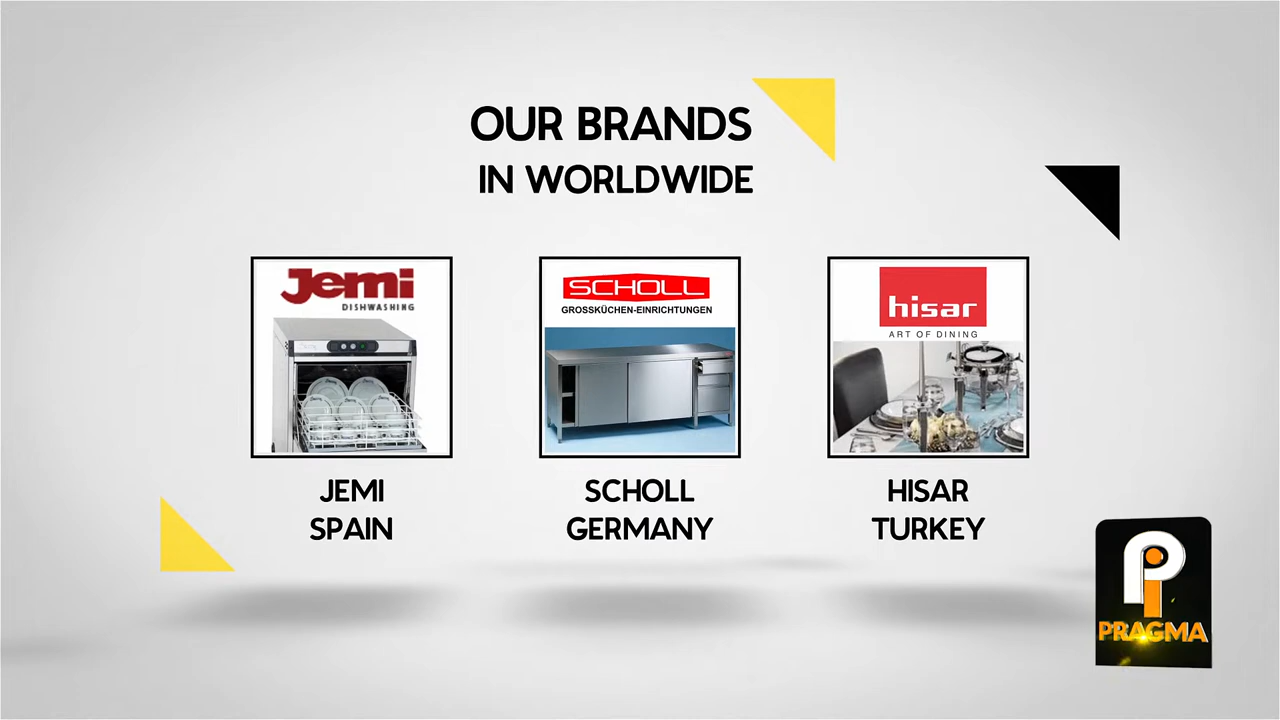 OUR BRANDS
IN WORLDWIDE
Jemi
DISHWASHING
SCHOLL
GROSSKÜCHEN-EINRICHTUNGEN
hisar
ART OF DINING
JEMI
SPAIN
SCHOLL
GERMANY
HISAR
TURKEY
PRAGMA